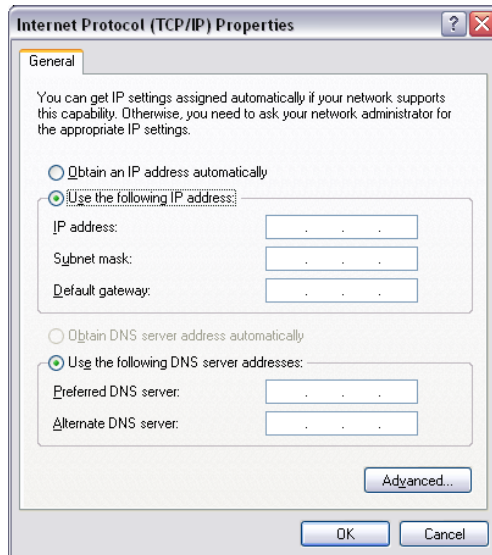 Internet Protocol (TCP/IP) Properties
General
You can get IP settings assigned automatically if your network supports
this capability. Otherwise, you need to ask your network administrator for
the appropriate IP settings.
Obtain an IP address automatically
Use the following IP address:
IP address:
Subnet mask:
Default gateway:
Obtain DNS server address automatically
Use the following DNS server addresses:
Preferred DNS server:
Alternate DNS server:
Advanced...
OK Cancel